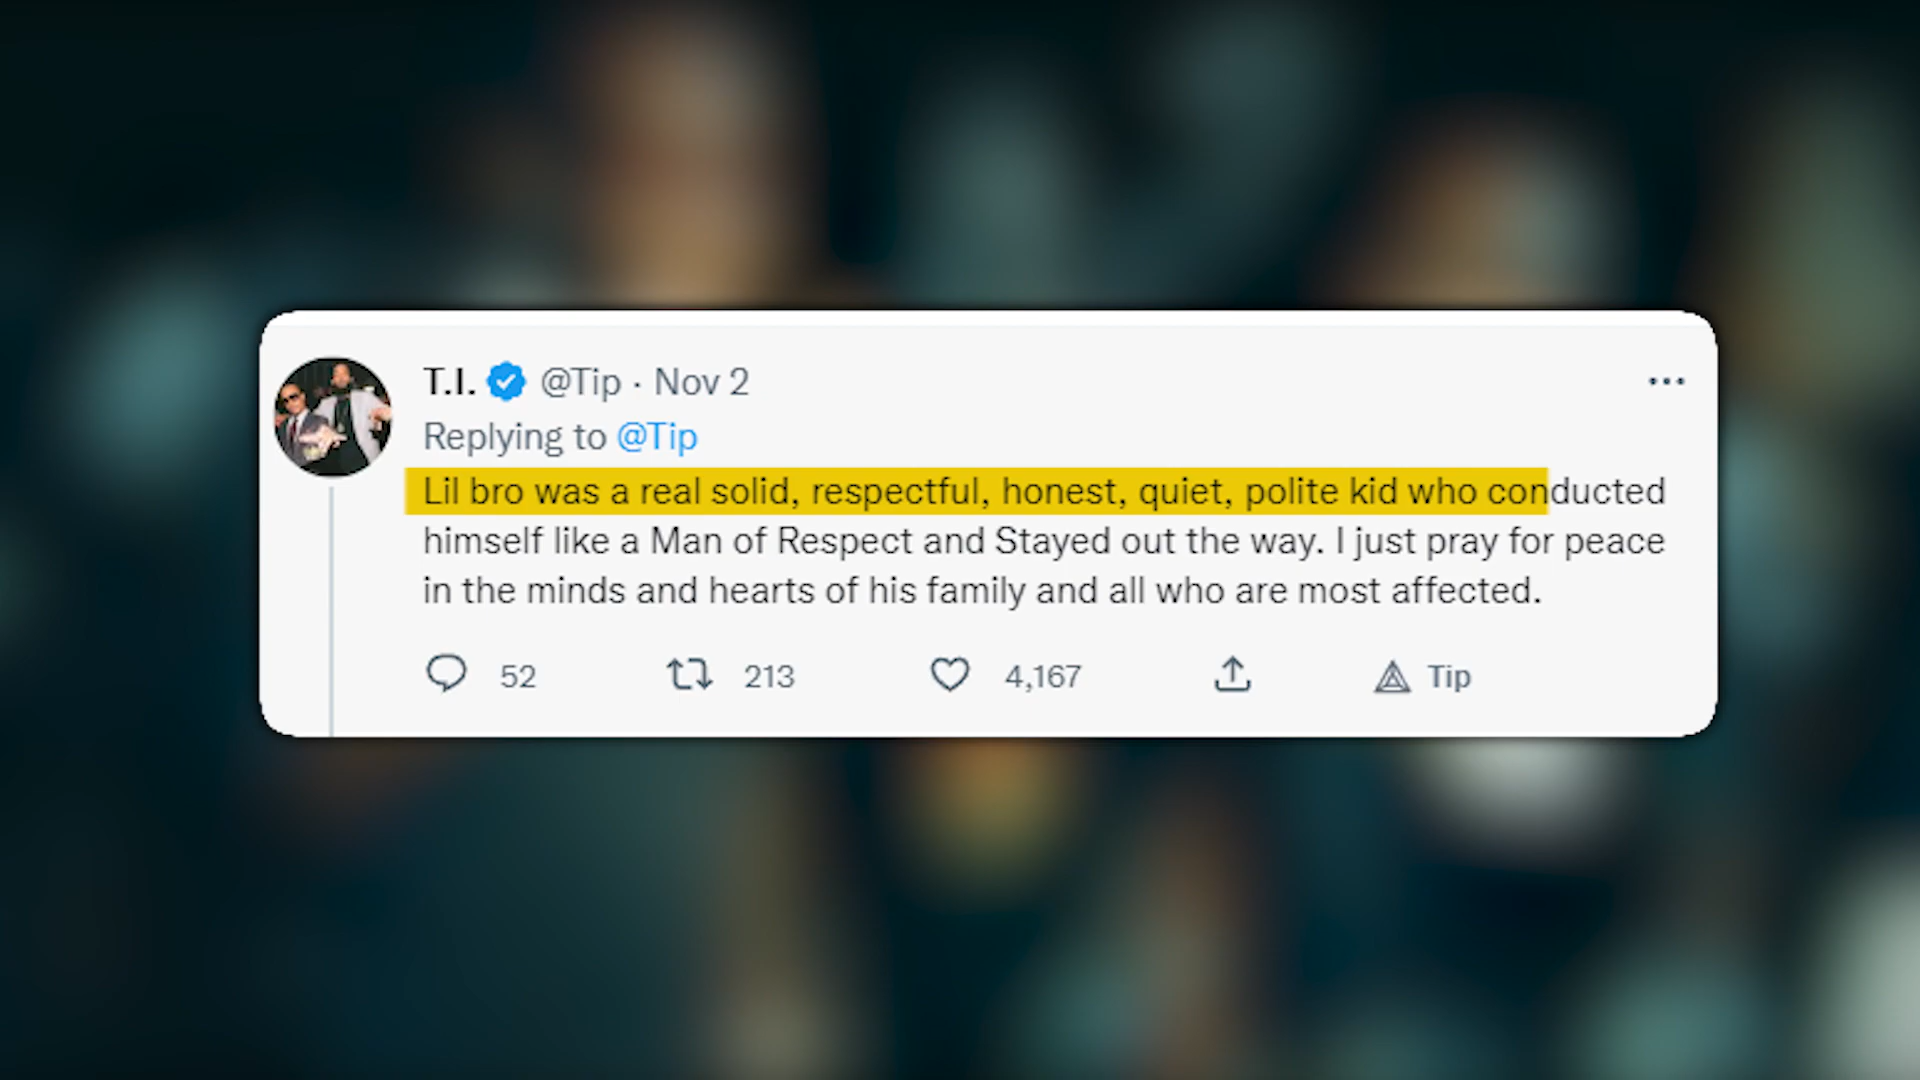 T.I. @Tip · Nov 2
Replying to @Tip
Lil bro was a real solid, respectful, honest, quiet, polite kid who conducted
himself like a Man of Respect and Stayed out the way. I just pray for peace
in the minds and hearts of his family and all who are most affected.
52 213 4,167 Tip